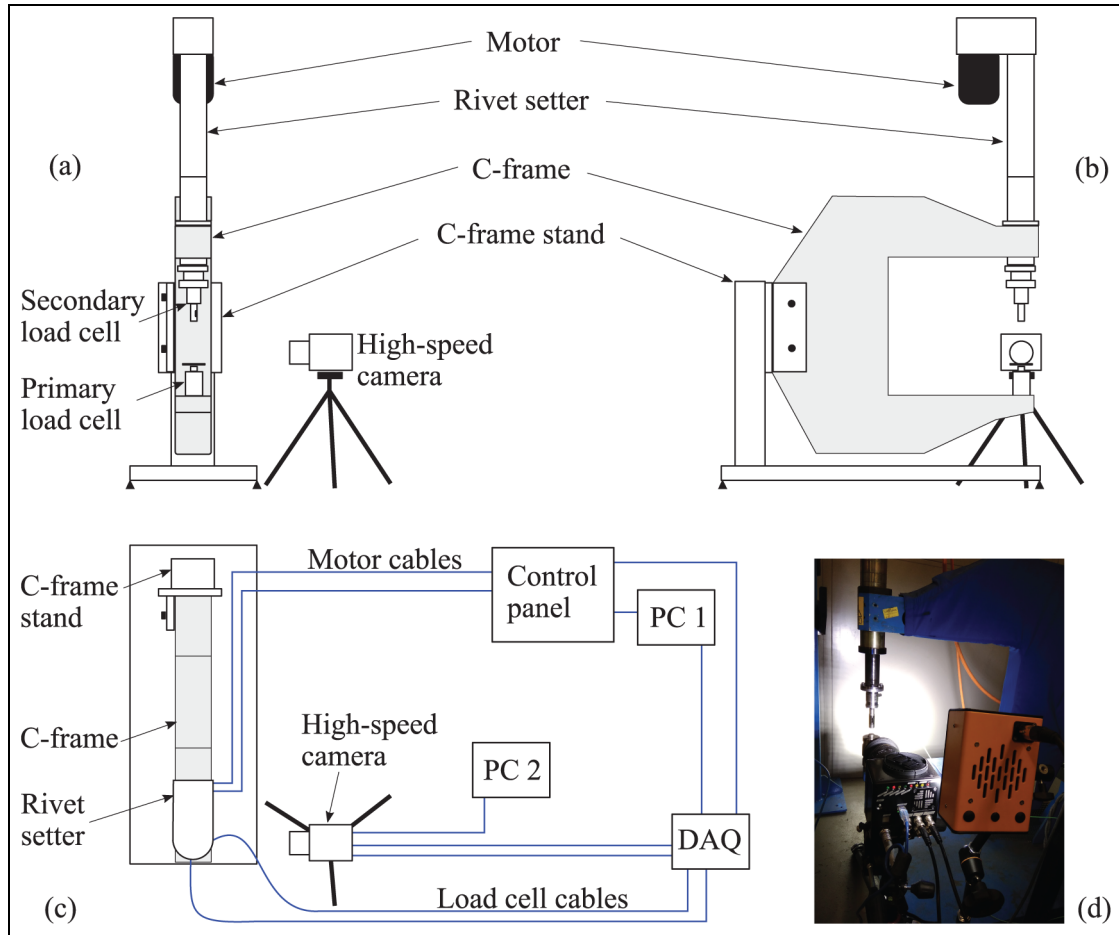 Motor
Rivet setter
(a)
(b)
C-frame
C-frame stand
Secondary
load cell
High-speed
camera
Primary
load cell
Motor cables
C-frame
stand
Control
panel
PC 1
C-frame
High-speed
camera
PC 2
Rivet
setter
DAQ
Load cell cables
(c)
(d)